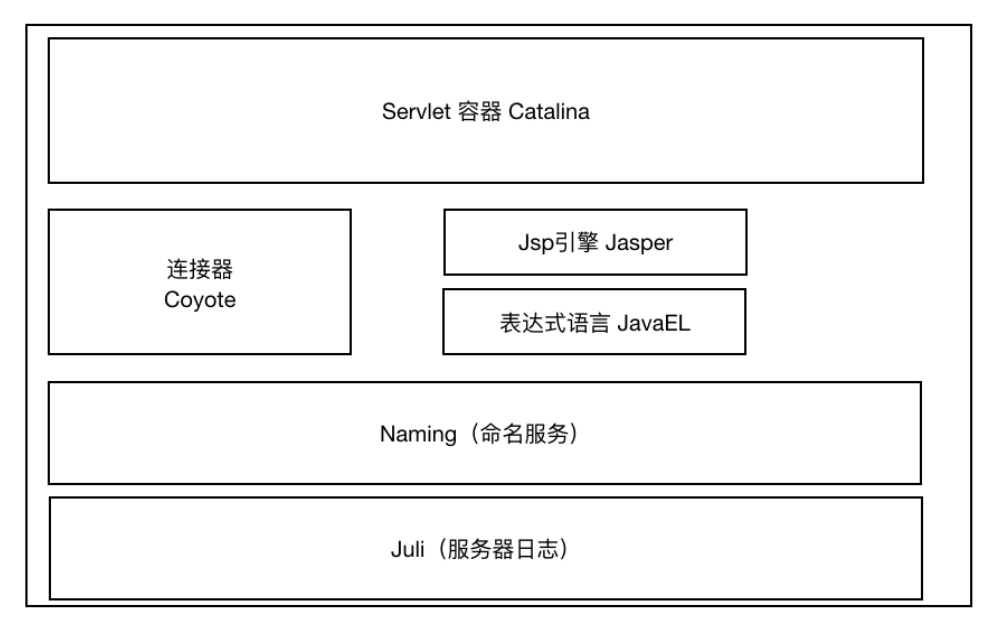 Servlet 容器 Catalina
连接器
Coyote
Jsp引擎 Jasper
表达式语言 JavaEL
Naming（命名服务）
Juli（服务器日志）